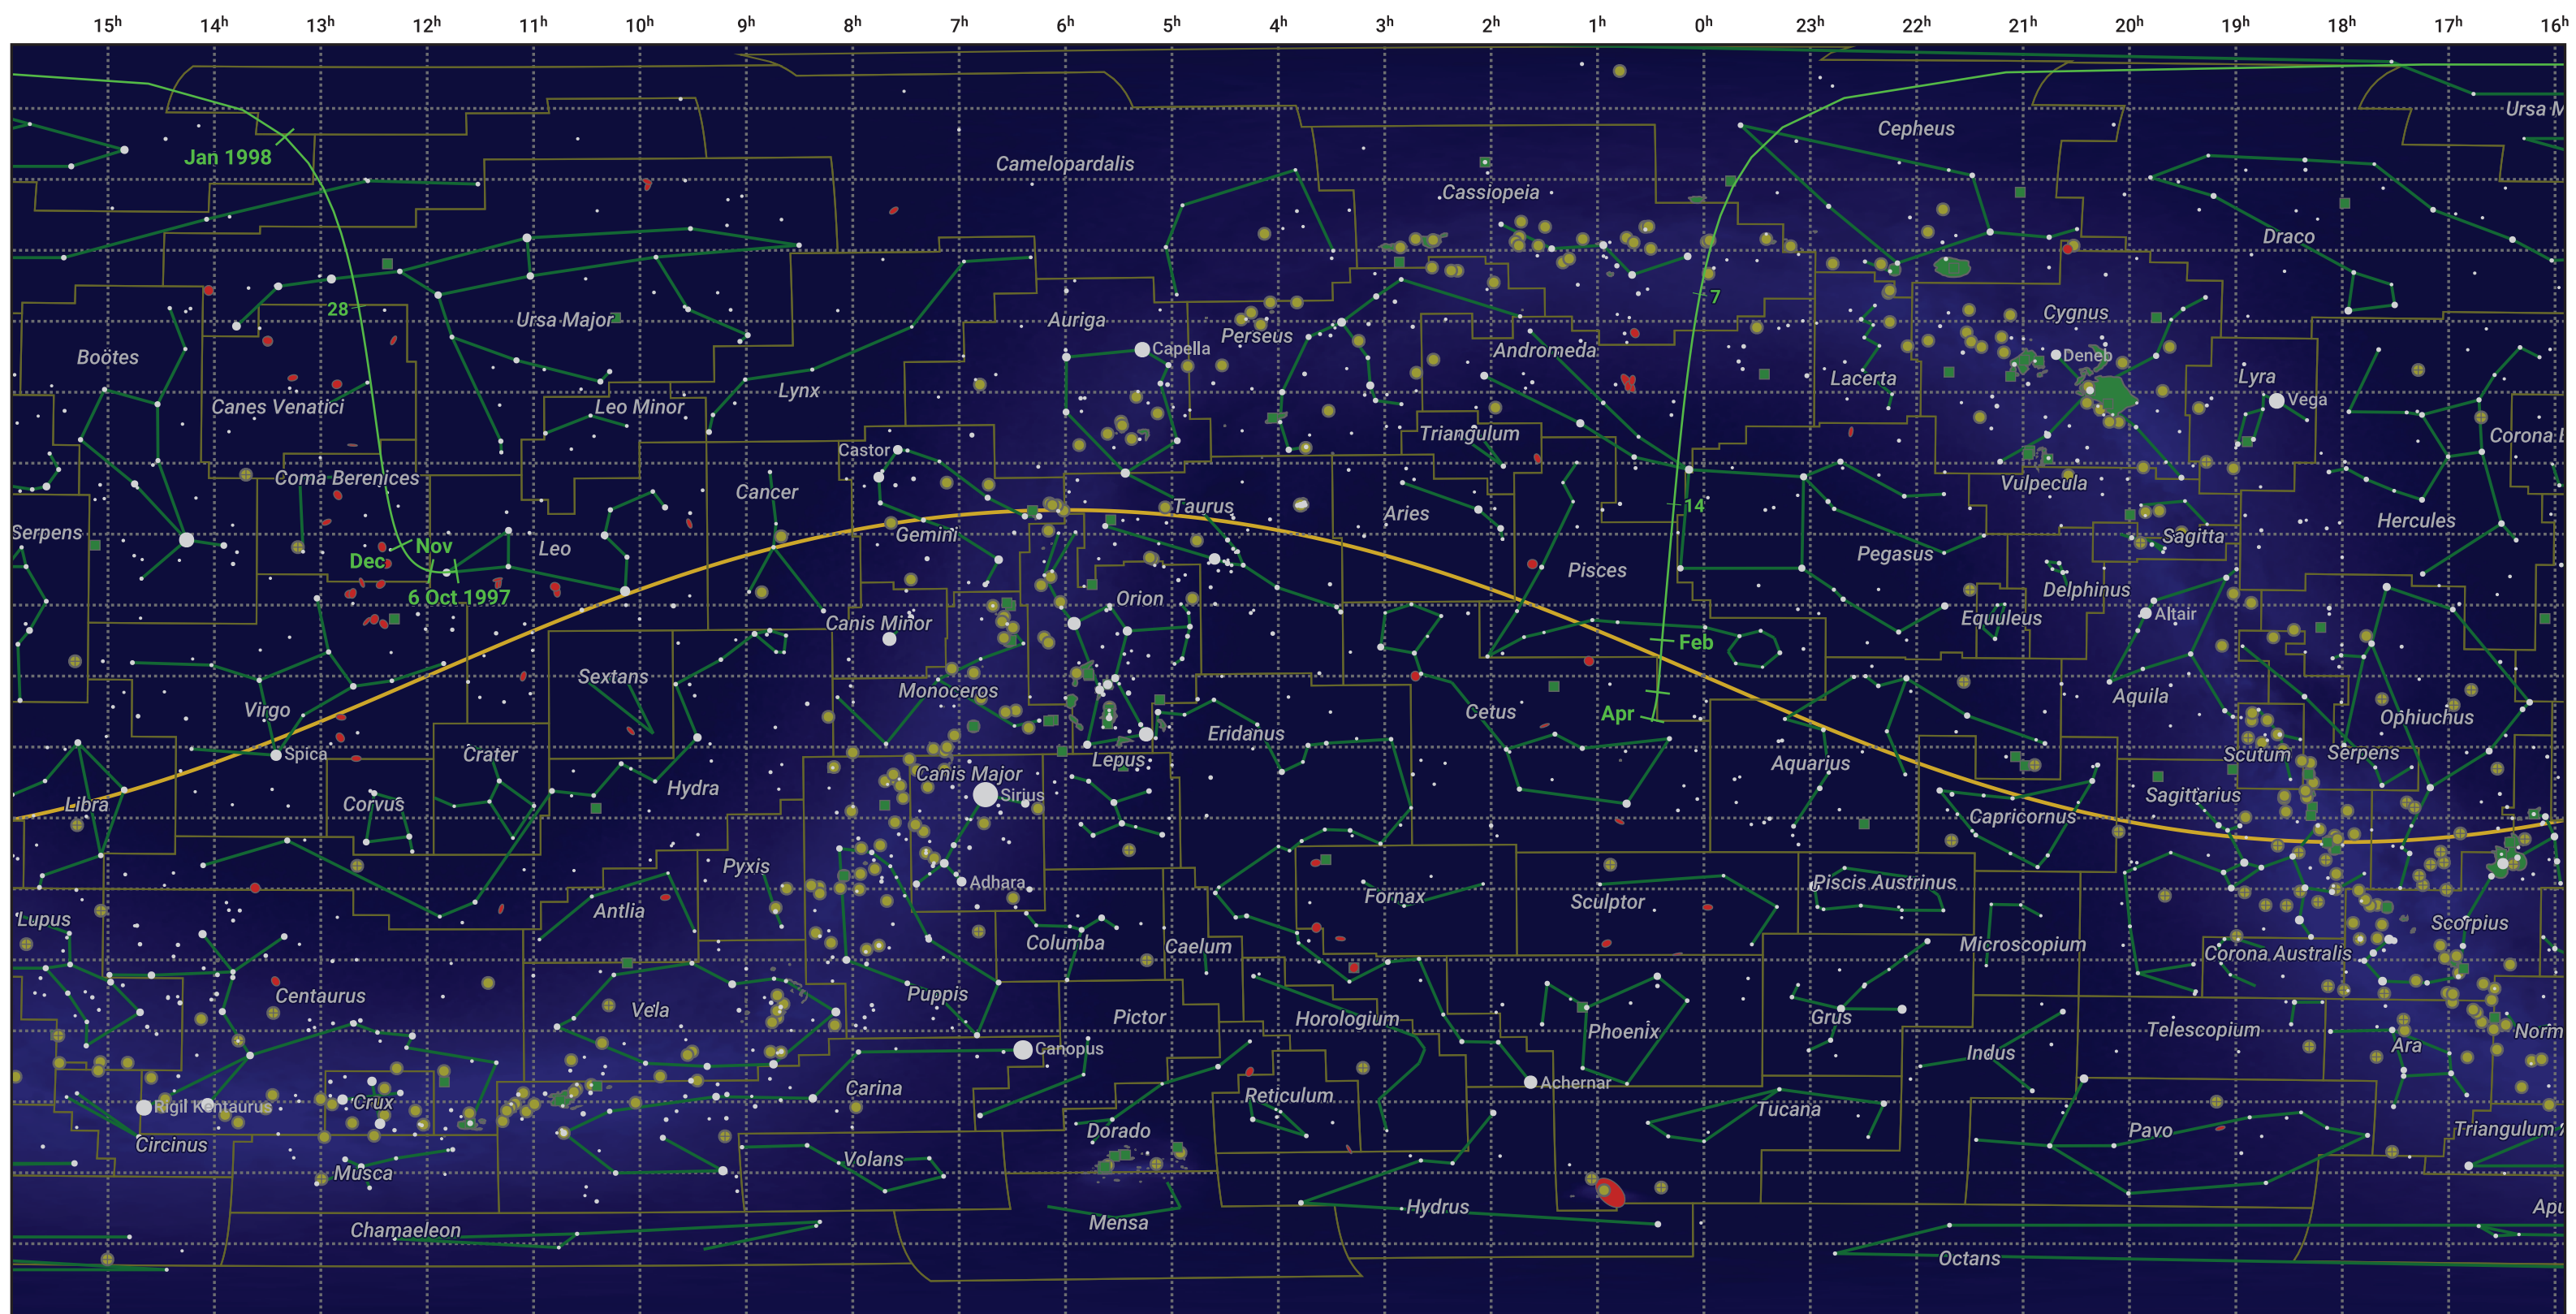 15h 14h 13h 12h 11h 10h 9h 8h 7h 6h 5h 4h 3h 2h 1h 0h 23h 22h 21h 20h 19h 18h 17h 16h
Ursa M
Jan 1998
Camelopardalis
Cassiopeia
Cepheus
Draco
28
Ursa Major
Auriga
Perseus
7
Cygnus
Boötes
Capella
Andromeda
Deneb
Canes Venatici
Leo Minor
Lynx
Lacerta
Lyra
Vega
Castor
Triangulum
Corona B
Coma Berenices
Cancer
Vulpecula
Serpens
Taurus
Aries
14
Hercules
Dec
Nov
Leo
Gemini
Sagitta
Pegasus
Pisces
6 Oct 1997
Orion
Delphinus
Canis Minor
Equuleus
Altair
Feb
Sextans
Monoceros
Aquila
Virgo
Apr
Cetus
Eridanus
Ophiuchus
Spica
Crater
Lepus
Scutum
Serpens
Libra
Corvus
Hydra
Canis Major
Sirius
Aquarius
Sagittarius
Capricornus
Pyxis
Adhara
Fornax
Sculptor
Piscis Austrinus
Lupus
Antlia
Columba
Caelum
Microscopium
Corona Australis
Scorpius
Centaurus
Vela
Puppis
Pictor
Horologium
Phoenix
Grus
Telescopium
Norm
Canopus
Indus
Ara
Rigil Kentaurus
Crux
Carina
Reticulum
Achernar
Tucana
Circinus
Musca
Volans
Dorado
Pavo
Triangulum A
Chamaeleon
Mensa
Hydrus
Octans
Apu